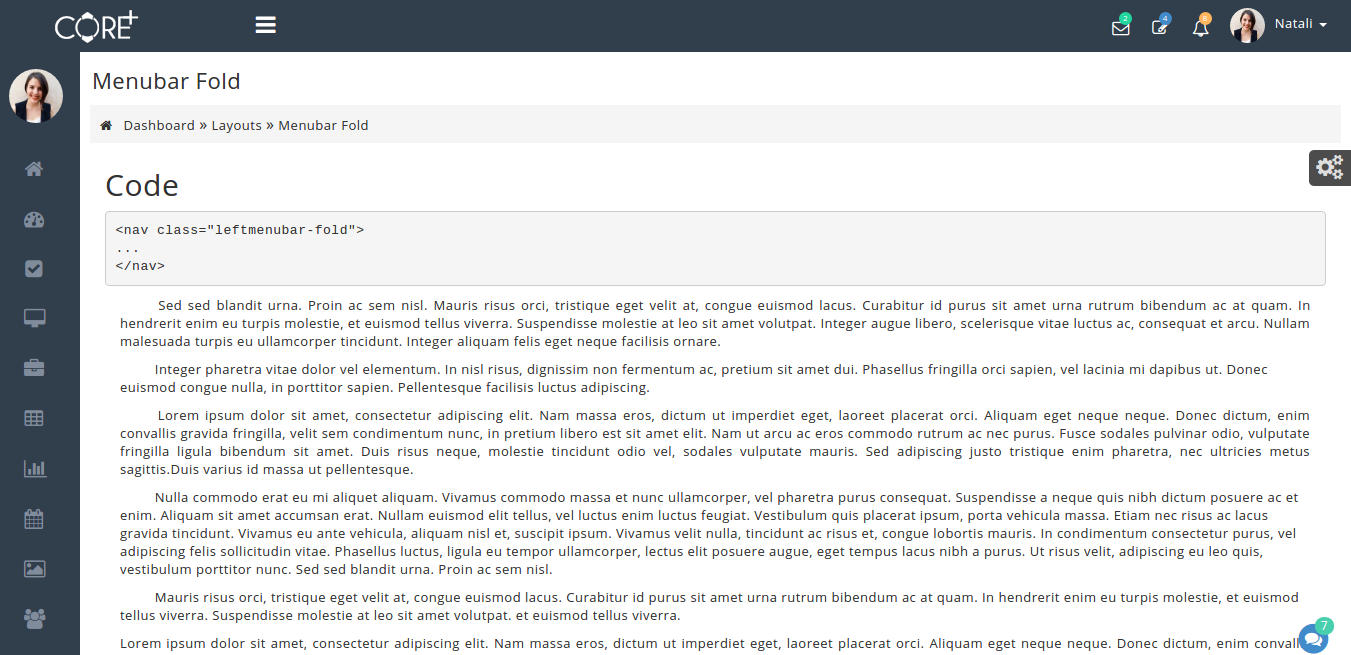 CORE+
2
4
8
Natali
Menubar Fold
Dashboard » Layouts » Menubar Fold
Code
<nav class="leftmenubar-fold">
...
</nav>
Sed sed blandit urna. Proin ac sem nisl. Mauris risus orci, tristique eget velit at, congue euismod lacus. Curabitur id purus sit amet urna rutrum bibendum ac at quam. In
hendrerit enim eu turpis molestie, et euismod tellus viverra. Suspendisse molestie at leo sit amet volutpat. Integer augue libero, scelerisque vitae luctus ac, consequat et arcu. Nullam
malesuada turpis eu ullamcorper tincidunt. Integer aliquam felis eget neque facilisis ornare.
Integer pharetra vitae dolor vel elementum. In nisl risus, dignissim non fermentum ac, pretium sit amet dui. Phasellus fringilla orci sapien, vel lacinia mi dapibus ut. Donec
euismod congue nulla, in porttitor sapien. Pellentesque facilisis luctus adipiscing.
Lorem ipsum dolor sit amet, consectetur adipiscing elit. Nam massa eros, dictum ut imperdiet eget, laoreet placerat orci. Aliquam eget neque neque. Donec dictum, enim
convallis gravida fringilla, velit sem condimentum nunc, in pretium libero est sit amet elit. Nam ut arcu ac eros commodo rutrum ac nec purus. Fusce sodales pulvinar odio, vulputate
fringilla ligula bibendum sit amet. Duis risus neque, molestie tincidunt odio vel, sodales vulputate mauris. Sed adipiscing justo tristique enim pharetra, nec ultricies metus
sagittis.Duis varius id massa ut pellentesque.
Nulla commodo erat eu mi aliquet aliquam. Vivamus commodo massa et nunc ullamcorper, vel pharetra purus consequat. Suspendisse a neque quis nibh dictum posuere ac et
enim. Aliquam sit amet accumsan erat. Nullam euismod elit tellus, vel luctus enim luctus feugiat. Vestibulum quis placerat ipsum, porta vehicula massa. Etiam nec risus ac lacus
gravida tincidunt. Vivamus eu ante vehicula, aliquam nisl et, suscipit ipsum. Vivamus velit nulla, tincidunt ac risus et, congue lobortis mauris. In condimentum consectetur purus, vel
adipiscing felis sollicitudin vitae. Phasellus luctus, ligula eu tempor ullamcorper, lectus elit posuere augue, eget tempus lacus nibh a purus. Ut risus velit, adipiscing eu leo quis,
vestibulum porttitor nunc. Sed sed blandit urna. Proin ac sem nisl.
Mauris risus orci, tristique eget velit at, congue euismod lacus. Curabitur id purus sit amet urna rutrum bibendum ac at quam. In hendrerit enim eu turpis molestie, et euismod
tellus viverra. Suspendisse molestie at leo sit amet volutpat. et euismod tellus viverra.
Lorem ipsum dolor sit amet, consectetur adipiscing elit. Nam massa eros, dictum ut imperdiet eget, laoreet placerat orci. Aliquam eget neque neque. Donec dictum, enim
7